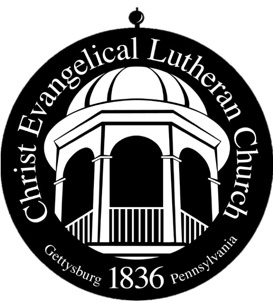 Christ Evangelical Lutheran Church
Gettysburg 1836 Pennsylvania